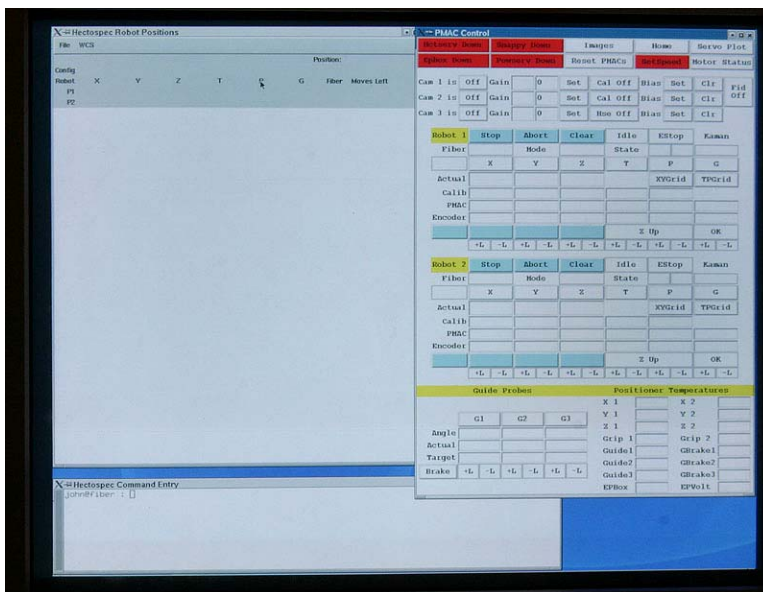 Hectospec Robot Positions
File WCS
Position:
Config
Robot X Y Z T P G Fiber Moves Left
P1
P2
PMAC Control
Netserv Down Snappy Down Images Home Servo Plot
Epbox Down Powserv Down Reset PMACs SetSpeed Motor Status
Cam 1 is Off Gain 0 Set Cal Off Bias Set Clr Fid Off
Cam 2 is Off Gain 0 Set Cal Off Bias Set Clr
Cam 3 is Off Gain 0 Set Hoo Off Bias Set Clr
Robot 1 Stop Abort Clear Idle EStop Kaman
Fiber Mode State
X Y Z T P G
Actual XYGrid TPGrid
Calib
PMAC
Encoder
Z Up OK
+L -L +L -L +L -L +L -L +L -L +L -L
Robot 2 Stop Abort Clear Idle EStop Kaman
Fiber Mode State
X Y Z T P G
Actual XYGrid TPGrid
Calib
PMAC
Encoder
Z Up OK
+L -L +L -L +L -L +L -L +L -L +L -L
Guide Probes Positioner Temperatures
X 1 X 2
G1 G2 G3 Y 1 Y 2
Z 1 Z 2
Angle Grip 1 Grip 2
Actual Guide1 GBrake1
Target Guide2 GBrake2
Brake +L -L +L -L +L -L Guide3 GBrake3
EPBox EPVolt
Hectospec Command Entry
john@fiber :